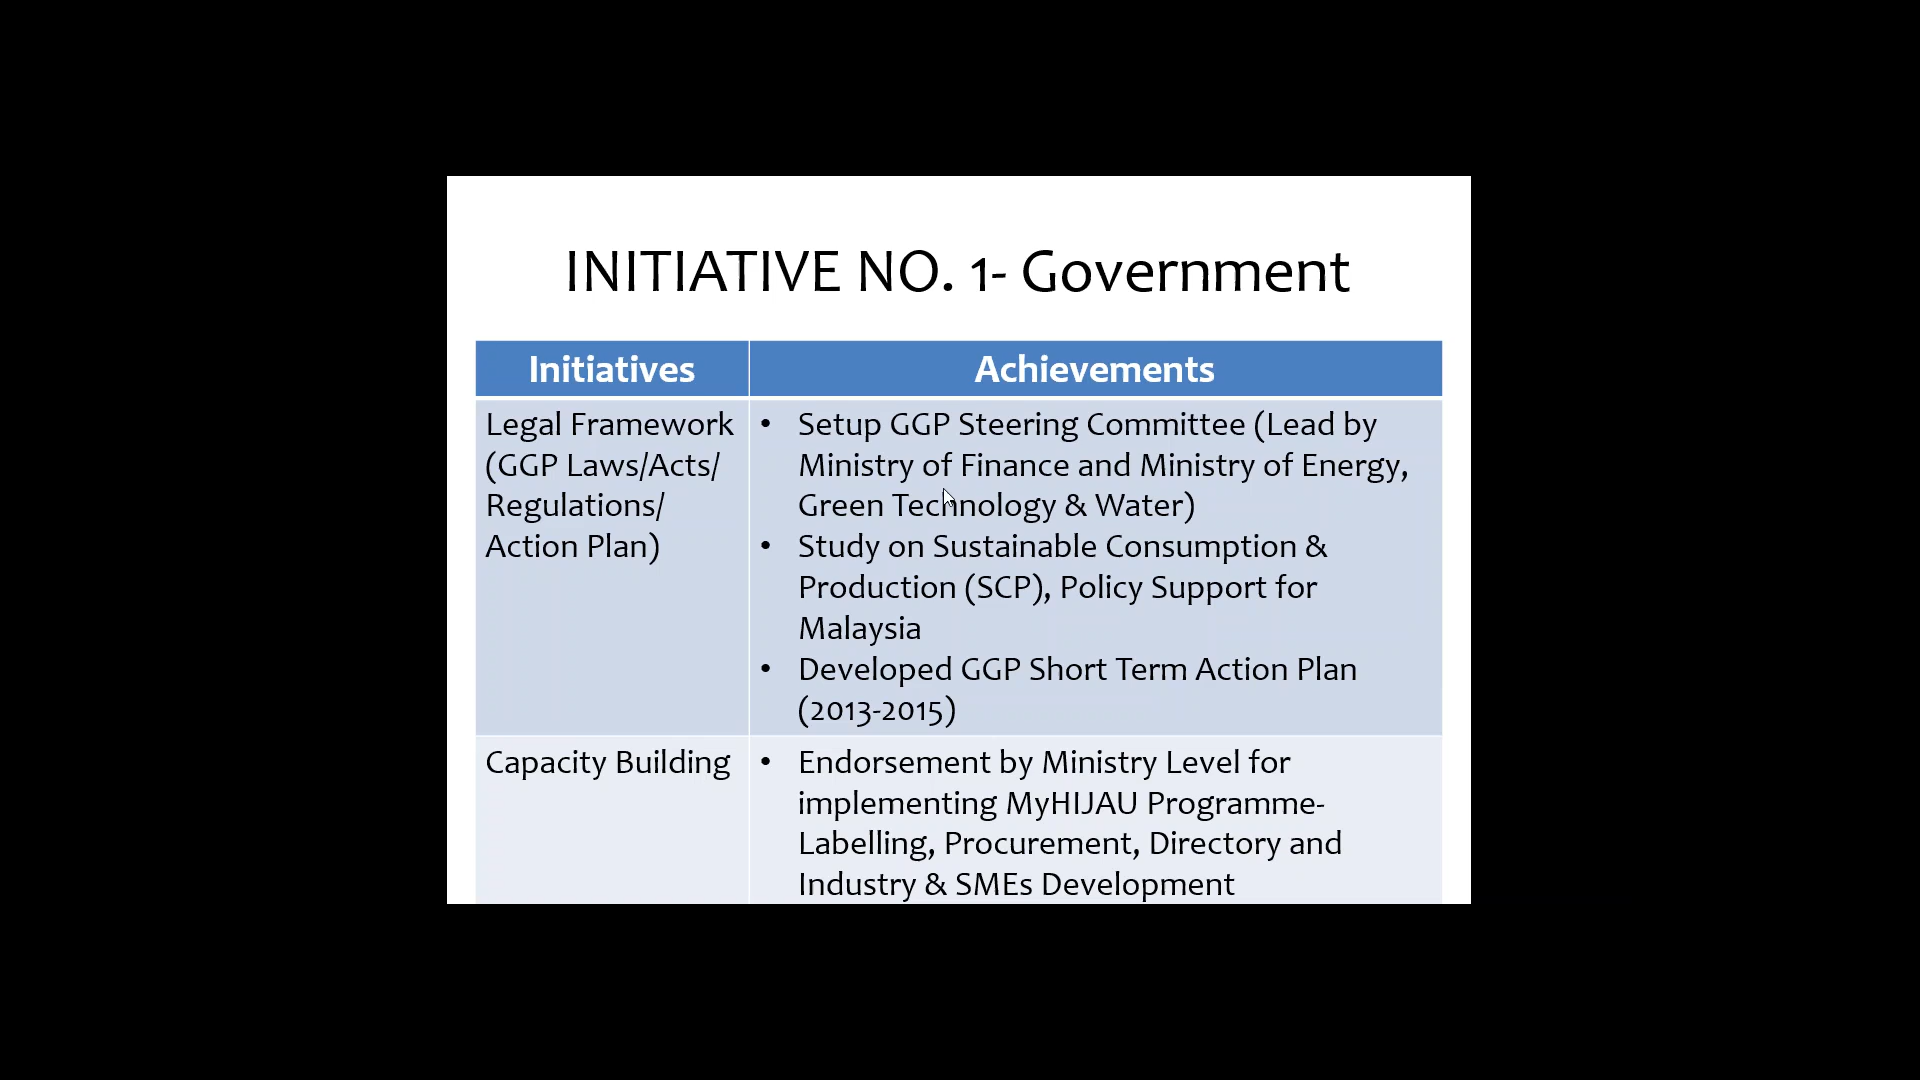 INITIATIVE NO. 1- Government
Initiatives
Achievements
Legal Framework
(GGP Laws/Acts/
Regulations/
Action Plan)
• Setup GGP Steering Committee (Lead by
Ministry of Finance and Ministry of Energy,
Green Technology & Water)
• Study on Sustainable Consumption &
Production (SCP), Policy Support for
Malaysia
• Developed GGP Short Term Action Plan
(2013-2015)
Capacity Building
• Endorsement by Ministry Level for
implementing MyHIJAU Programme-
Labelling, Procurement, Directory and
Industry & SMEs Development